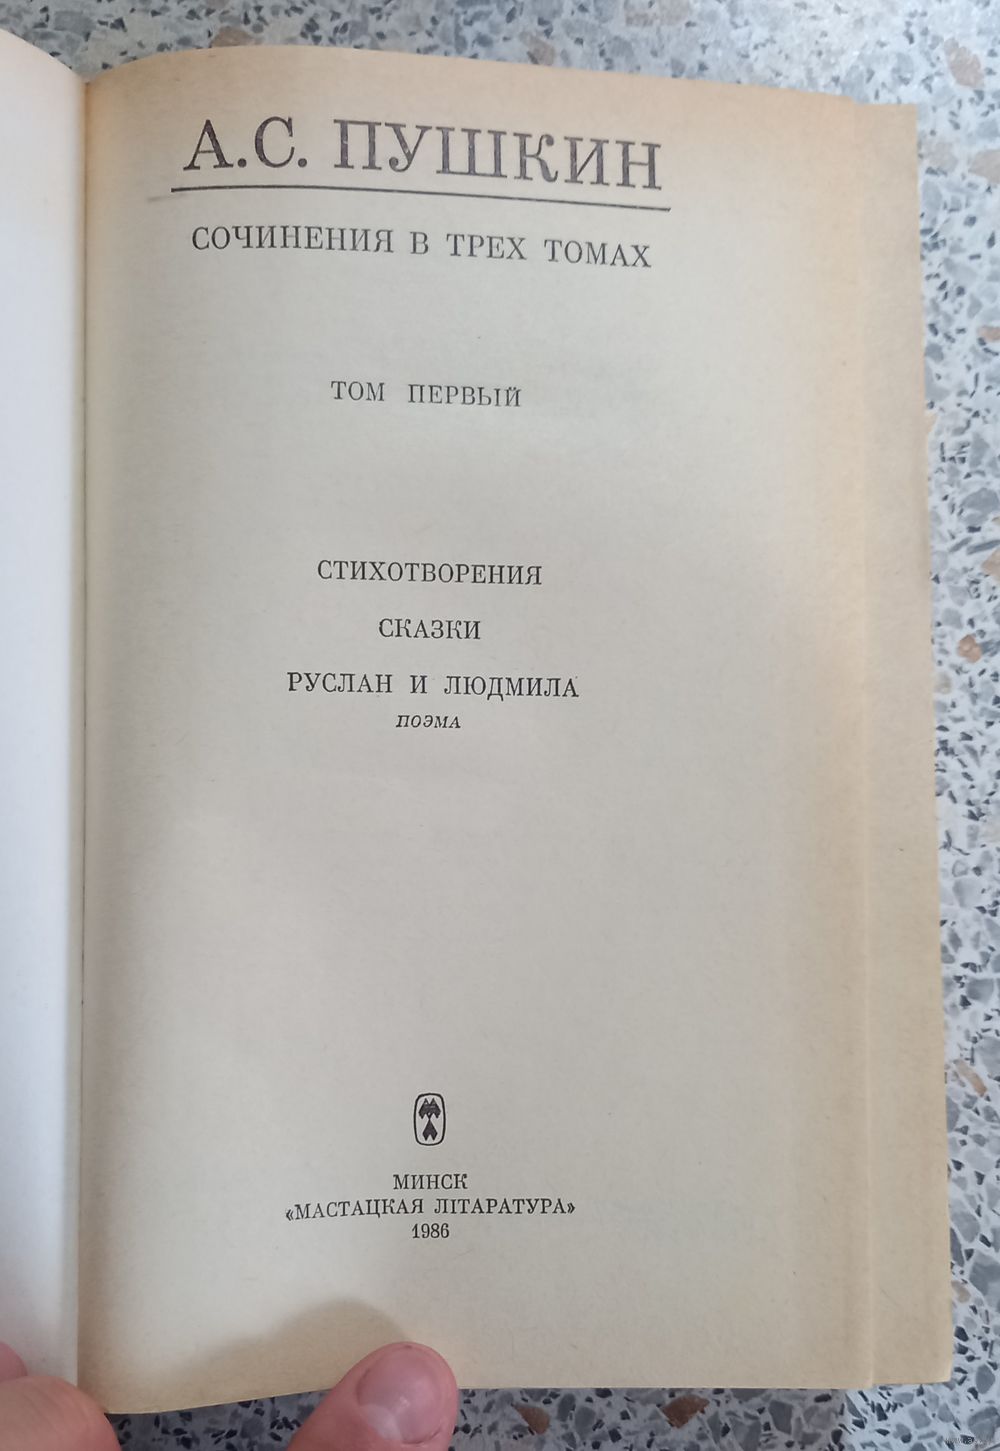 А.С. ПУШКИН
СОЧИНЕНИЯ В ТРЕХ ТОМАХ
ТОМ ПЕРВЫЙ
СТИХОТВОРЕНИЯ
СКАЗКИ
РУСЛАН И ЛЮДМИЛА
ПОЭМА
МИНСК
«МАСТАЦКАЯ ЛІТАРАТУРА»
1986